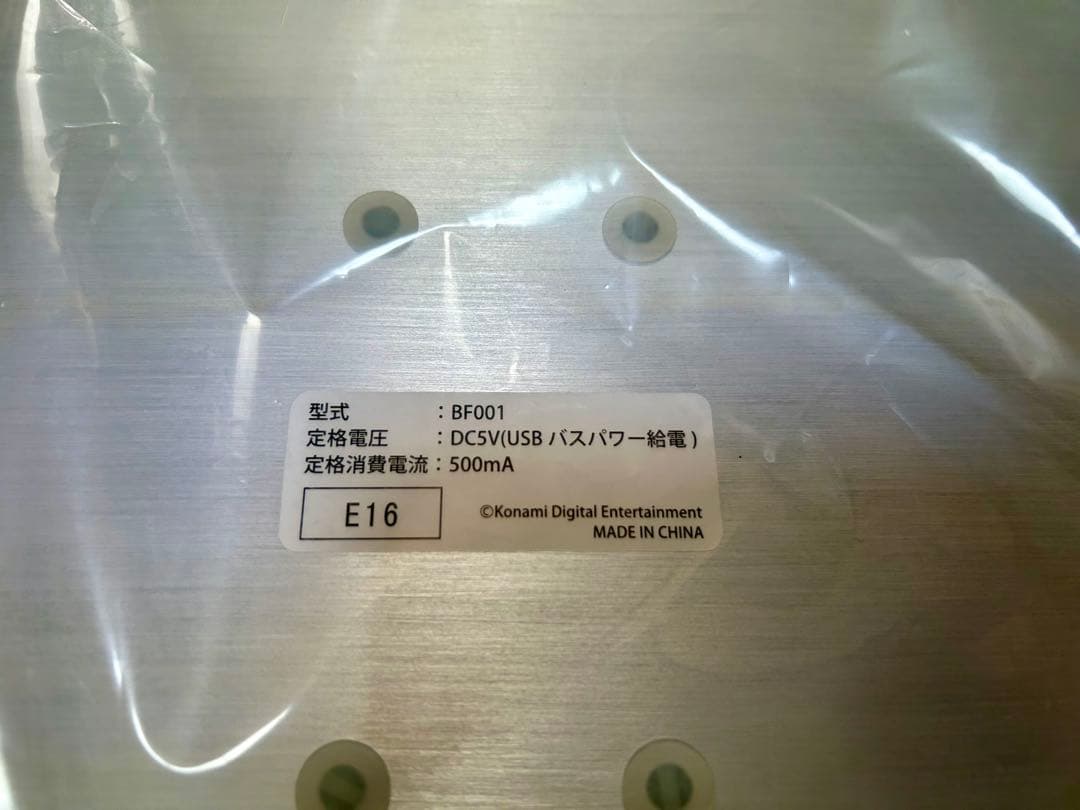 型式 : BF001
定格電圧 : DC5V(USB バスパワー給電 )
定格消費電流 : 500mA
E16
©Konami Digital Entertainment
MADE IN CHINA